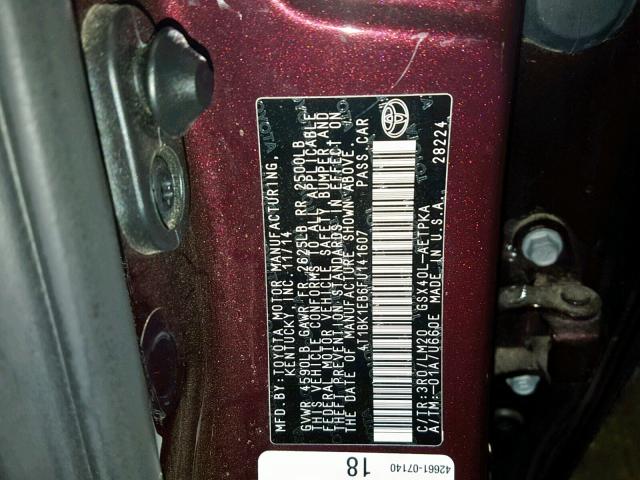 MFD.BY:TOYOTA MOTOR MANUFACTURING,
KENTUCKY, INC. 11/14
GVWR 4590LB GAWR FR 2625LB RR 2500LB
THIS VEHICLE CONFORMS TO ALL APPLICABLE
FEDERAL MOTOR VEHICLE SAFETY, BUMPER, AND
THEFT PREVENTION STANDARDS IN EFFECT ON
THE DATE OF MANUFACTURE SHOWN ABOVE.
4T1BK1EB6FU141607 PASS.CAR
C/TM:3R0/LM20 GSX40L-AETPKA
A/TM:-01A/U660E MADE IN U.S.A. 28224
42661-07140
18